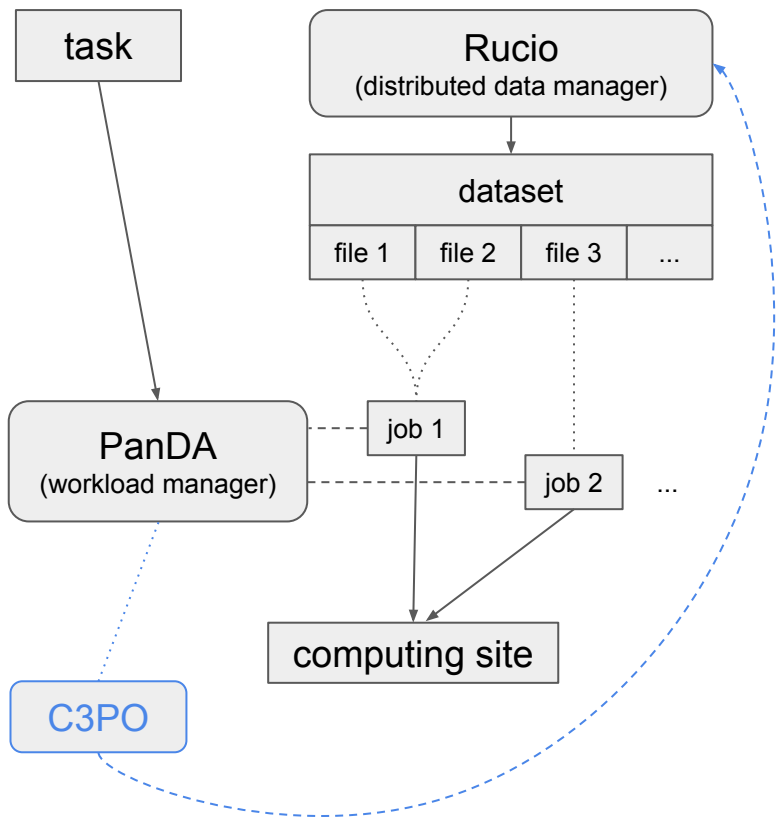 task
Rucio
(distributed data manager)
dataset
file 1
file 2
file 3
...
PanDA
(workload manager)
job 1
job 2
...
computing site
C3PO